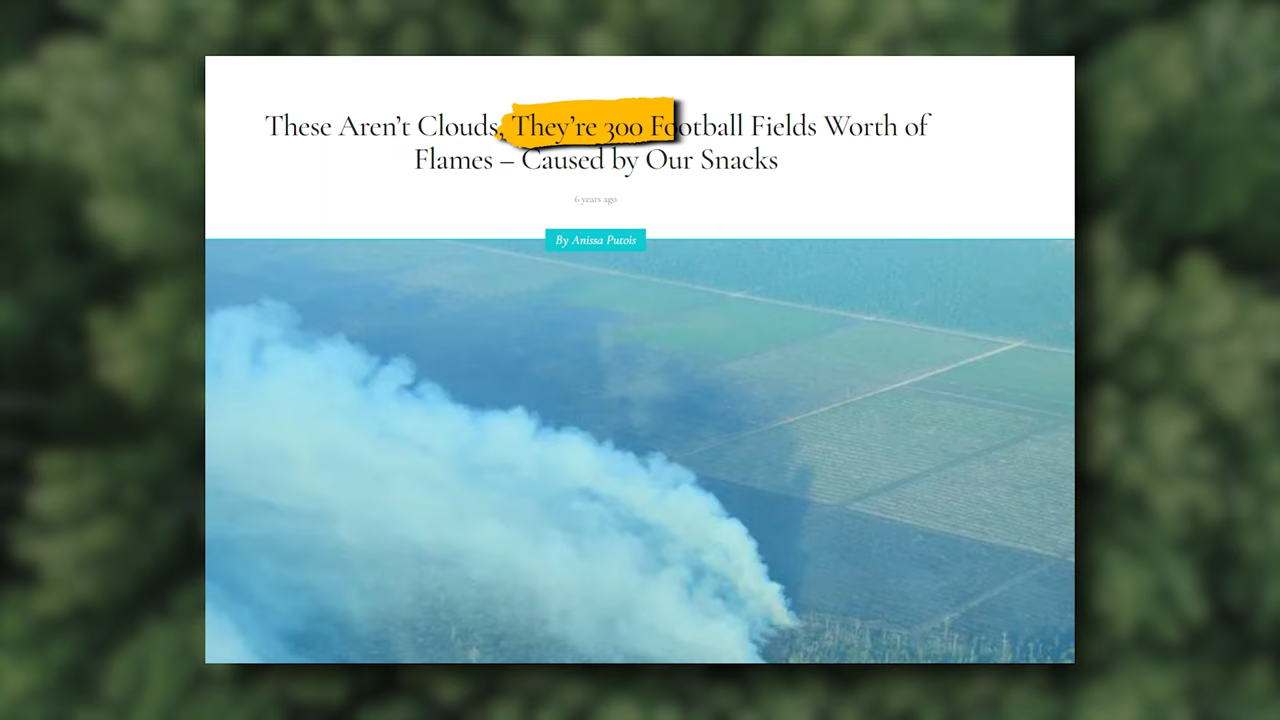 These Aren’t Clouds, They’re 300 Football Fields Worth of
Flames – Caused by Our Snacks
6 years ago
By Anissa Putois